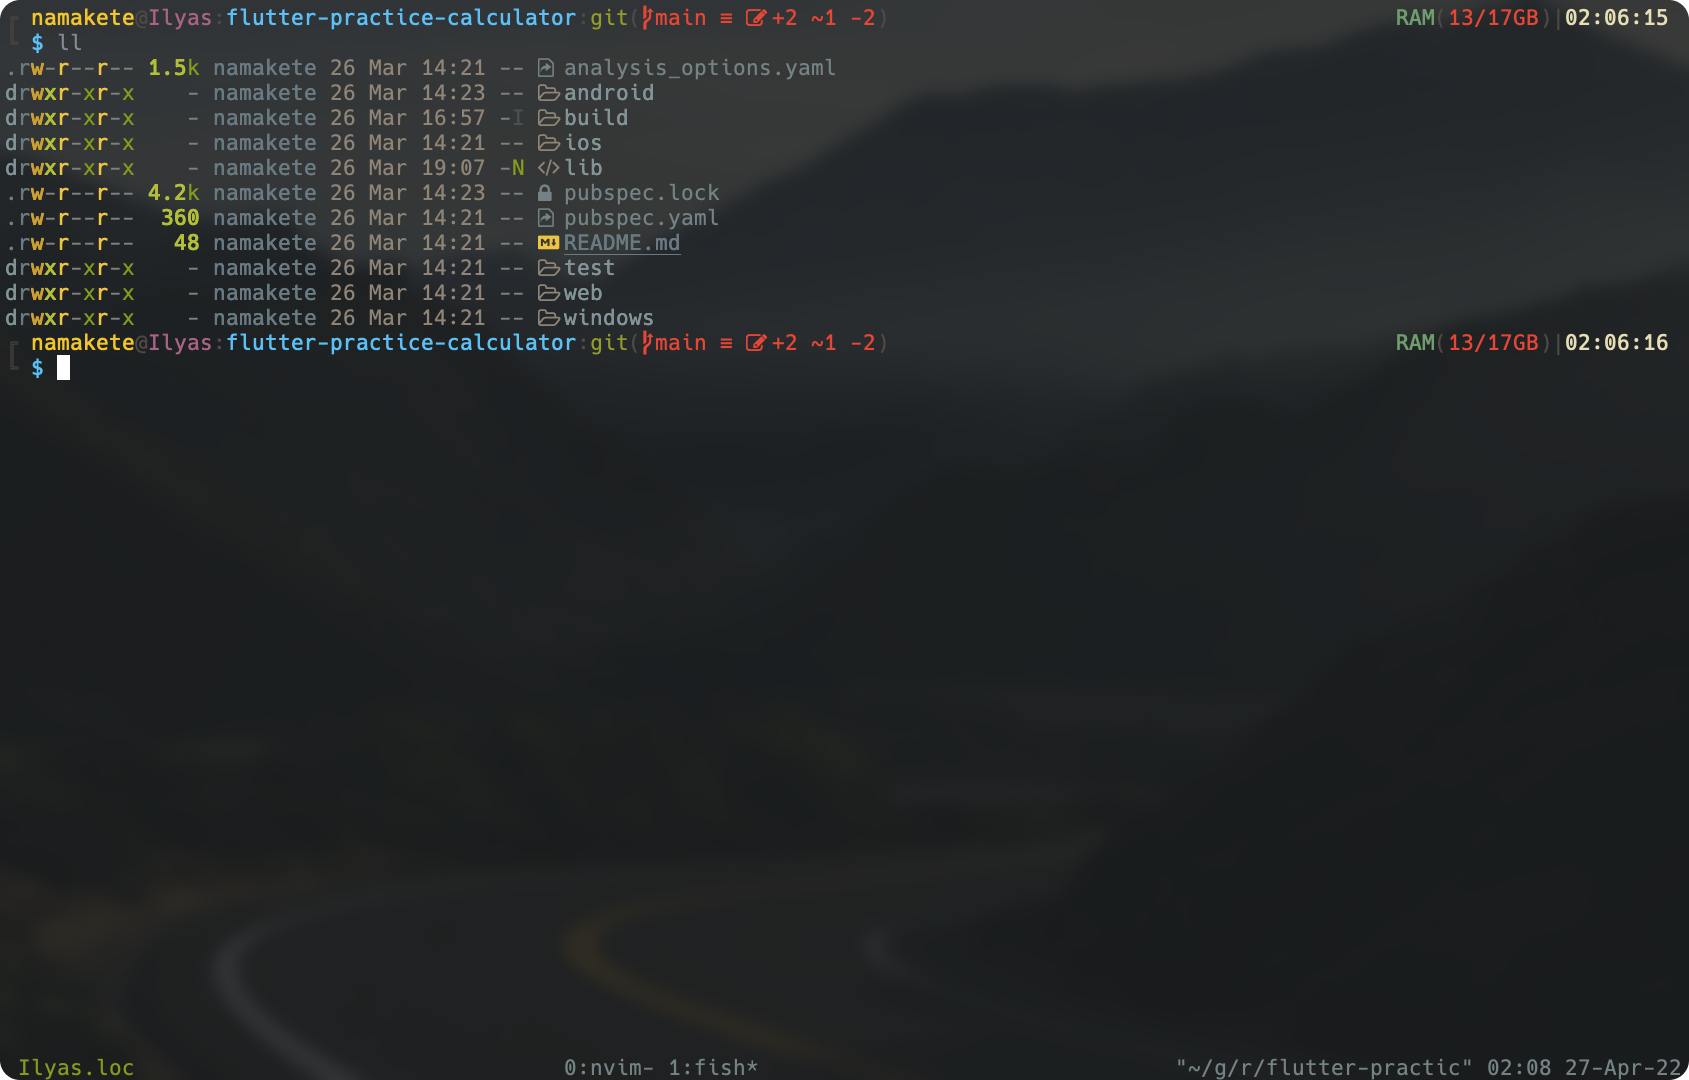 namakete@Ilyas:flutter-practice-calculator:git(main ≡ +2 ~1 -2) RAM(13/17GB)|02:06:15
$ ll
.rw-r--r-- 1.5k namakete 26 Mar 14:21 -- analysis_options.yaml
drwxr-xr-x - namakete 26 Mar 14:23 -- android
drwxr-xr-x - namakete 26 Mar 16:57 -I build
drwxr-xr-x - namakete 26 Mar 14:21 -- ios
drwxr-xr-x - namakete 26 Mar 19:07 -N lib
.rw-r--r-- 4.2k namakete 26 Mar 14:23 -- pubspec.lock
.rw-r--r-- 360 namakete 26 Mar 14:21 -- pubspec.yaml
.rw-r--r-- 48 namakete 26 Mar 14:21 -- README.md
drwxr-xr-x - namakete 26 Mar 14:21 -- test
drwxr-xr-x - namakete 26 Mar 14:21 -- web
drwxr-xr-x - namakete 26 Mar 14:21 -- windows
namakete@Ilyas:flutter-practice-calculator:git(main ≡ +2 ~1 -2) RAM(13/17GB)|02:06:16
$
Ilyas.loc 0:nvim- 1:fish* "~/g/r/flutter-practic" 02:08 27-Apr-22